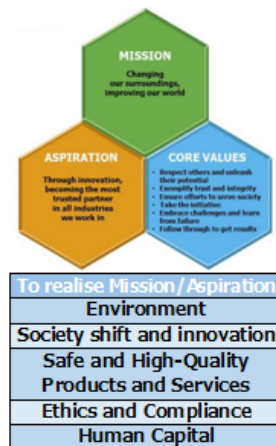 MISSION
Changing
our surroundings,
improving our world
ASPIRATION
Through innovation,
becoming the most
trusted partner
in all industries
we work in
CORE VALUES
• Respect others and unleash
their potential
• Exemplify trust and integrity
• Ensure efforts to serve society
• Take the initiative
• Embrace challenges and learn
from failure
• Follow through to get results
To realise Mission/Aspiration
Environment
Society shift and innovation
Safe and High-Quality
Products and Services
Ethics and Compliance
Human Capital